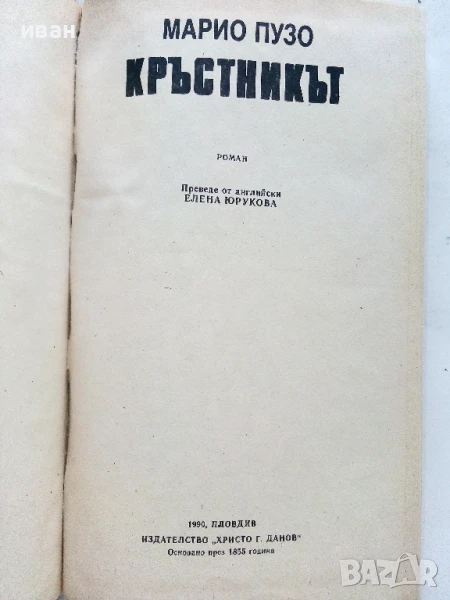 иван
МАРИО ПУЗО
КРЪСТНИКЪТ
РОМАН
Преведе от английски
ЕЛЕНА ЮРУКОВА
1990, ПЛОВДИВ
ИЗДАТЕЛСТВО „ХРИСТО Г. ДАНОВ“
Основано през 1855 година
BAZAR